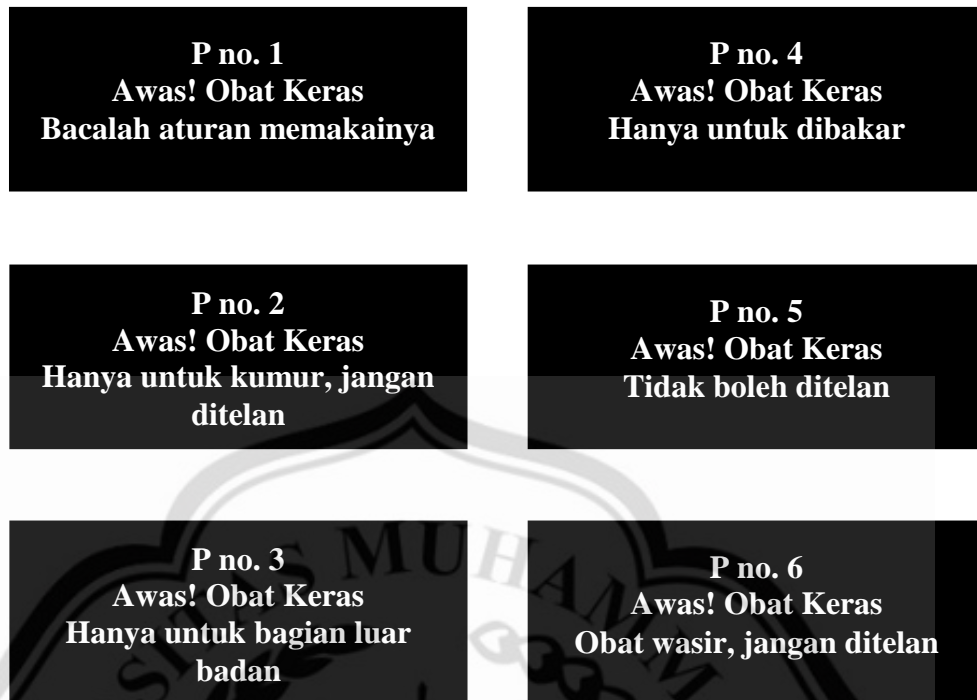 P no. 1
Awas! Obat Keras
Bacalah aturan memakainya
P no. 4
Awas! Obat Keras
Hanya untuk dibakar
P no. 2
Awas! Obat Keras
Hanya untuk kumur, jangan
ditelan
P no. 5
Awas! Obat Keras
Tidak boleh ditelan
P no. 3
Awas! Obat Keras
Hanya untuk bagian luar
badan
P no. 6
Awas! Obat Keras
Obat wasir, jangan ditelan